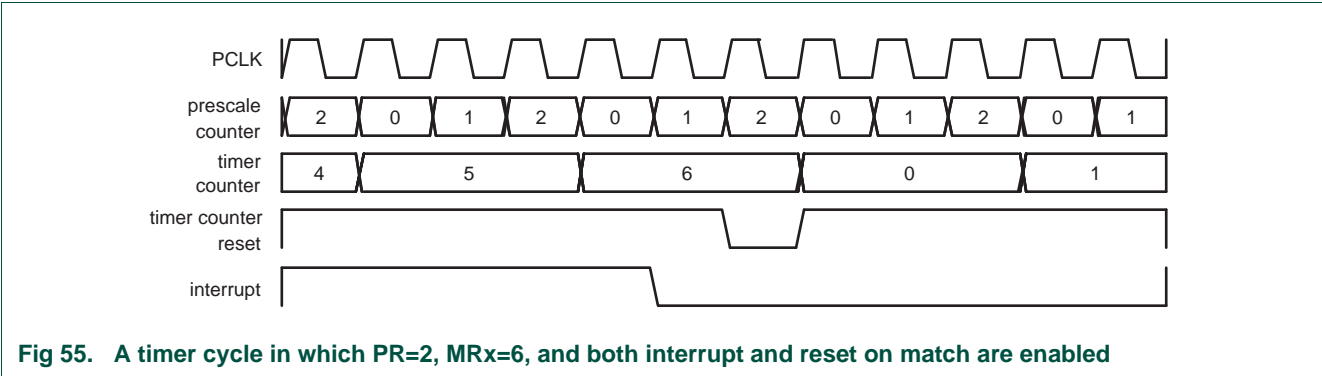 PCLK
prescale
counter
2 0 1 2 0 1 2 0 1 2 0 1
timer
counter
4 5 6 0 1
timer counter
reset
interrupt
Fig 55. A timer cycle in which PR=2, MRx=6, and both interrupt and reset on match are enabled